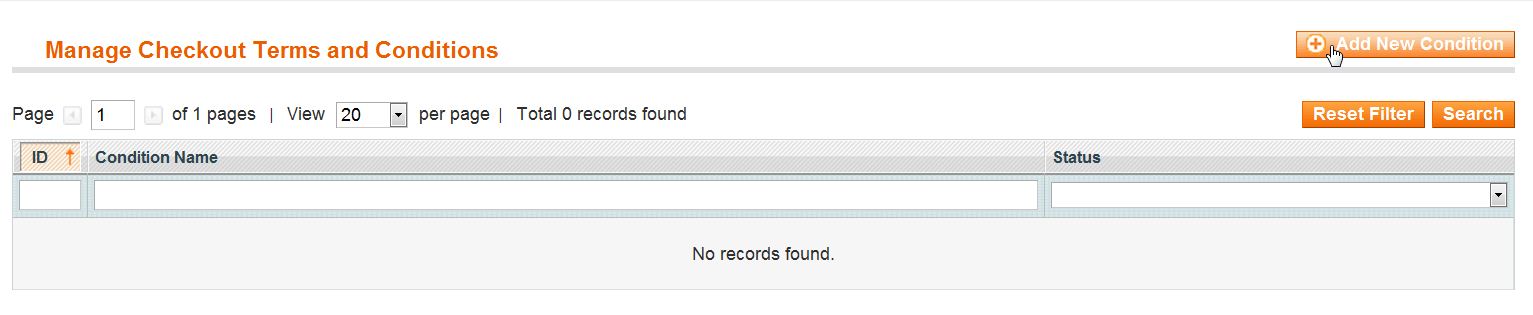 Manage Checkout Terms and Conditions
Add New Condition
Page 1 of 1 pages | View 20 per page | Total 0 records found
Reset Filter Search
ID Condition Name Status
No records found.